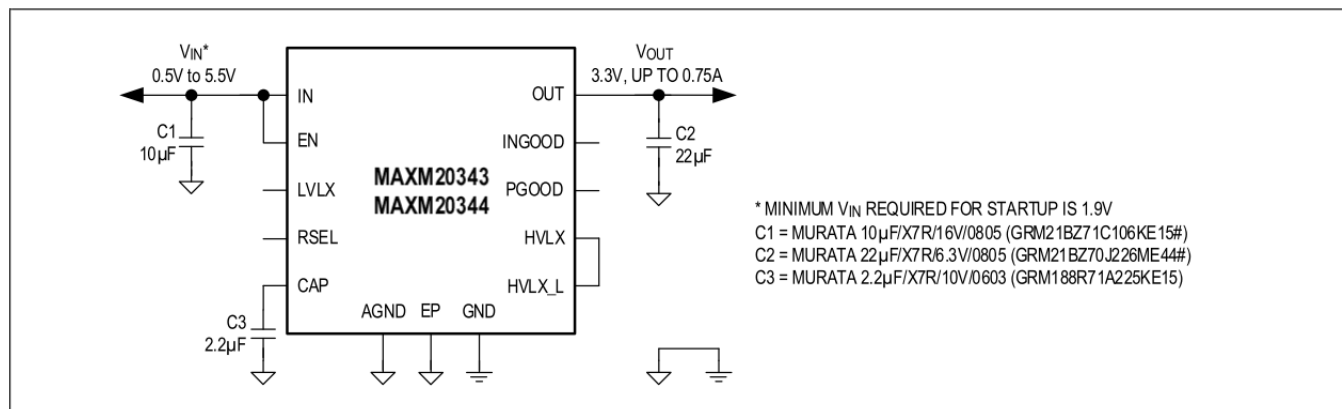 VIN*
0.5V to 5.5V
VOUT
3.3V, UP TO 0.75A
IN
OUT
C1
10µF
EN
INGOOD
C2
22µF
LVLX
MAXM20343
MAXM20344
PGOOD
RSEL
HVLX
CAP
HVLX_L
C3
2.2µF
AGND
EP
GND
* MINIMUM VIN REQUIRED FOR STARTUP IS 1.9V
C1 = MURATA 10µF/X7R/16V/0805 (GRM21BZ71C106KE15#)
C2 = MURATA 22µF/X7R/6.3V/0805 (GRM21BZ70J226ME44#)
C3 = MURATA 2.2µF/X7R/10V/0603 (GRM188R71A225KE15)